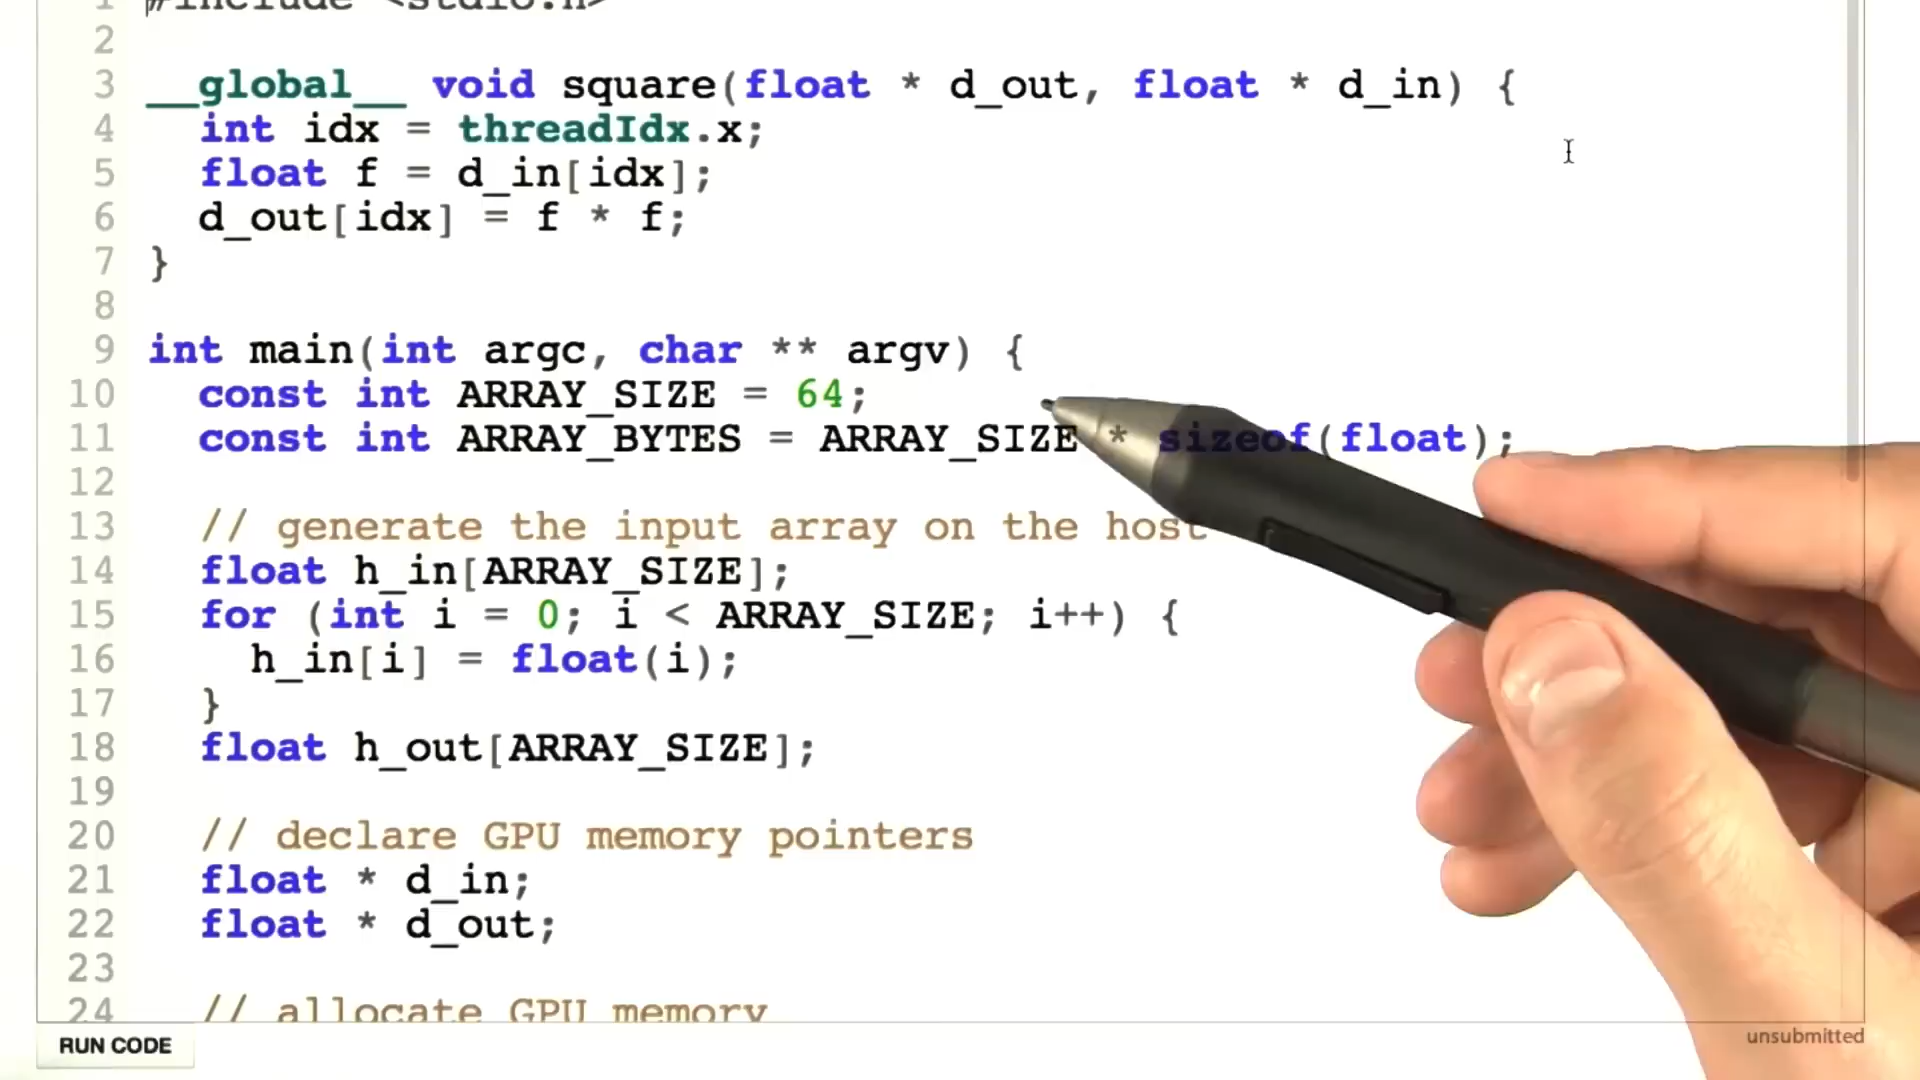 1 #include <stdio.h>
2
3 __global__ void square(float * d_out, float * d_in) {
4 int idx = threadIdx.x;
5 float f = d_in[idx];
6 d_out[idx] = f * f;
7 }
8
9 int main(int argc, char ** argv) {
10 const int ARRAY_SIZE = 64;
11 const int ARRAY_BYTES = ARRAY_SIZE * sizeof(float);
12
13 // generate the input array on the host
14 float h_in[ARRAY_SIZE];
15 for (int i = 0; i < ARRAY_SIZE; i++) {
16 h_in[i] = float(i);
17 }
18 float h_out[ARRAY_SIZE];
19
20 // declare GPU memory pointers
21 float * d_in;
22 float * d_out;
23
24 // allocate GPU memory
RUN CODE
unsubmitted